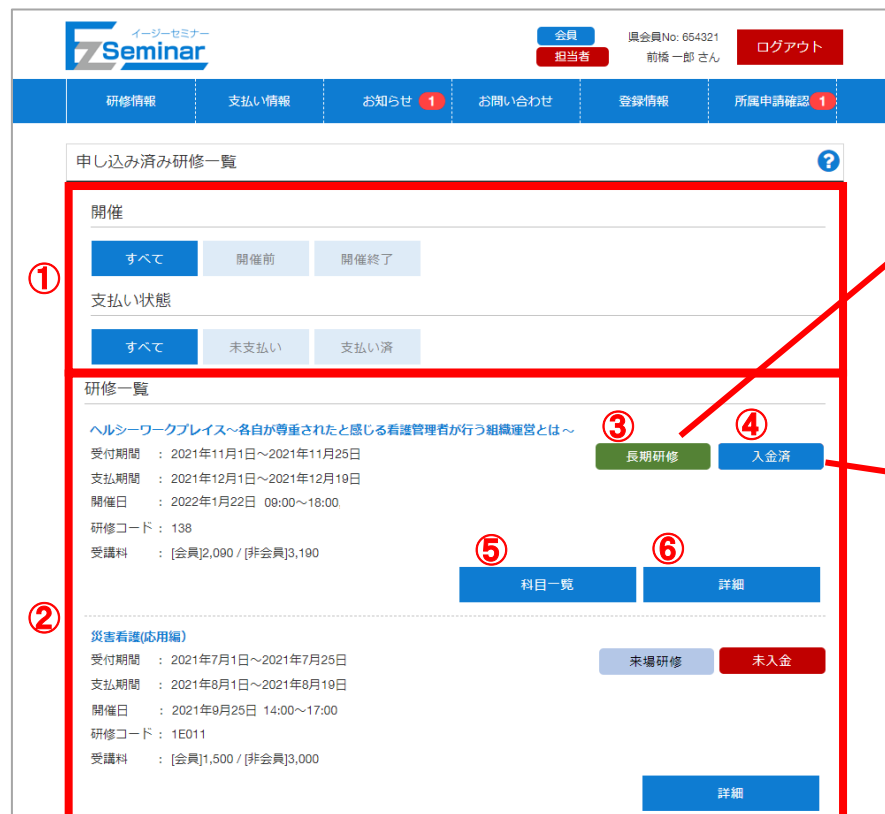 イージーセミナー
EZSeminar
会員
担当者
県会員No: 654321
前橋 一郎 さん
ログアウト
研修情報 支払い情報 お知らせ 1 お問い合わせ 登録情報 所属申請確認 1
申し込み済み研修一覧 ?
①
開催
すべて 開催前 開催終了
支払い状態
すべて 未支払い 支払い済
②
研修一覧
ヘルシーワークプレイス～各自が尊重されたと感じる看護管理者が行う組織運営とは～
③ ④
長期研修 入金済
受付期間 : 2021年11月1日～2021年11月25日
支払期間 : 2021年12月1日～2021年12月19日
開催日 : 2022年1月22日 09:00～18:00
研修コード : 138
受講料 : [会員]2,090 / [非会員]3,190
⑤ ⑥
科目一覧 詳細
災害看護(応用編)
来場研修 未入金
受付期間 : 2021年7月1日～2021年7月25日
支払期間 : 2021年8月1日～2021年8月19日
開催日 : 2021年9月25日 14:00～17:00
研修コード : 1E011
受講料 : [会員]1,500 / [非会員]3,000
詳細